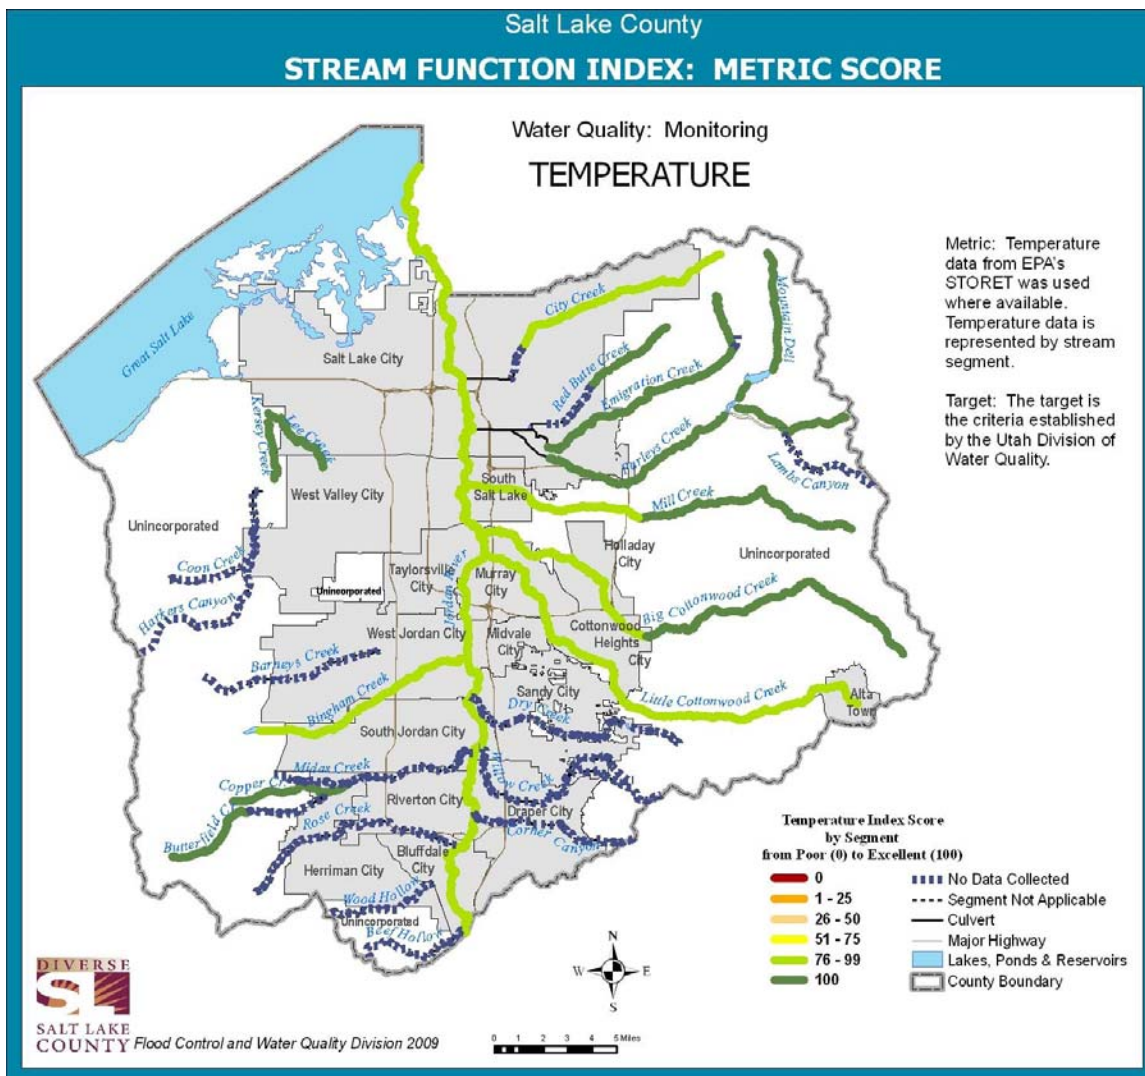 Salt Lake County
STREAM FUNCTION INDEX: METRIC SCORE
Water Quality: Monitoring
TEMPERATURE
Metric: Temperature
data from EPA's
STORET was used
where available.
Temperature data is
represented by stream
segment.
Target: The target is
the criteria established
by the Utah Division of
Water Quality.
Great Salt Lake
Salt Lake City
City Creek
Red Butte Creek
Emigration Creek
Mountain Dell
Parleys Creek
Lambs Canyon
Kersey Creek
Lee Creek
West Valley City
South
Salt Lake
Mill Creek
Unincorporated
Unincorporated
Holladay
City
Coon Creek
Harkers Canyon
Unincorporated
Taylorsville
City
Jordan River
Murray
City
Big Cottonwood Creek
Cottonwood
Heights
City
West Jordan City
Midvale
City
Barneys Creek
Bingham Creek
Sandy City
Dry Creek
Little Cottonwood Creek
Alta
Town
South Jordan City
Midas Creek
Willow Creek
Copper Cr
Butterfield C
Riverton City
Rose Creek
Draper City
Corner Canyon
Bluffdale
City
Herriman City
Wood Hollow
Unincorporated
Beef Hollow
Temperature Index Score
by Segment
from Poor (0) to Excellent (100)
0
1 - 25
26 - 50
51 - 75
76 - 99
100
No Data Collected
Segment Not Applicable
Culvert
Major Highway
Lakes, Ponds & Reservoirs
County Boundary
N
W E
S
0 1 2 3 4 5 Miles
DIVERSE
SL
SALT LAKE
COUNTY
Flood Control and Water Quality Division 2009